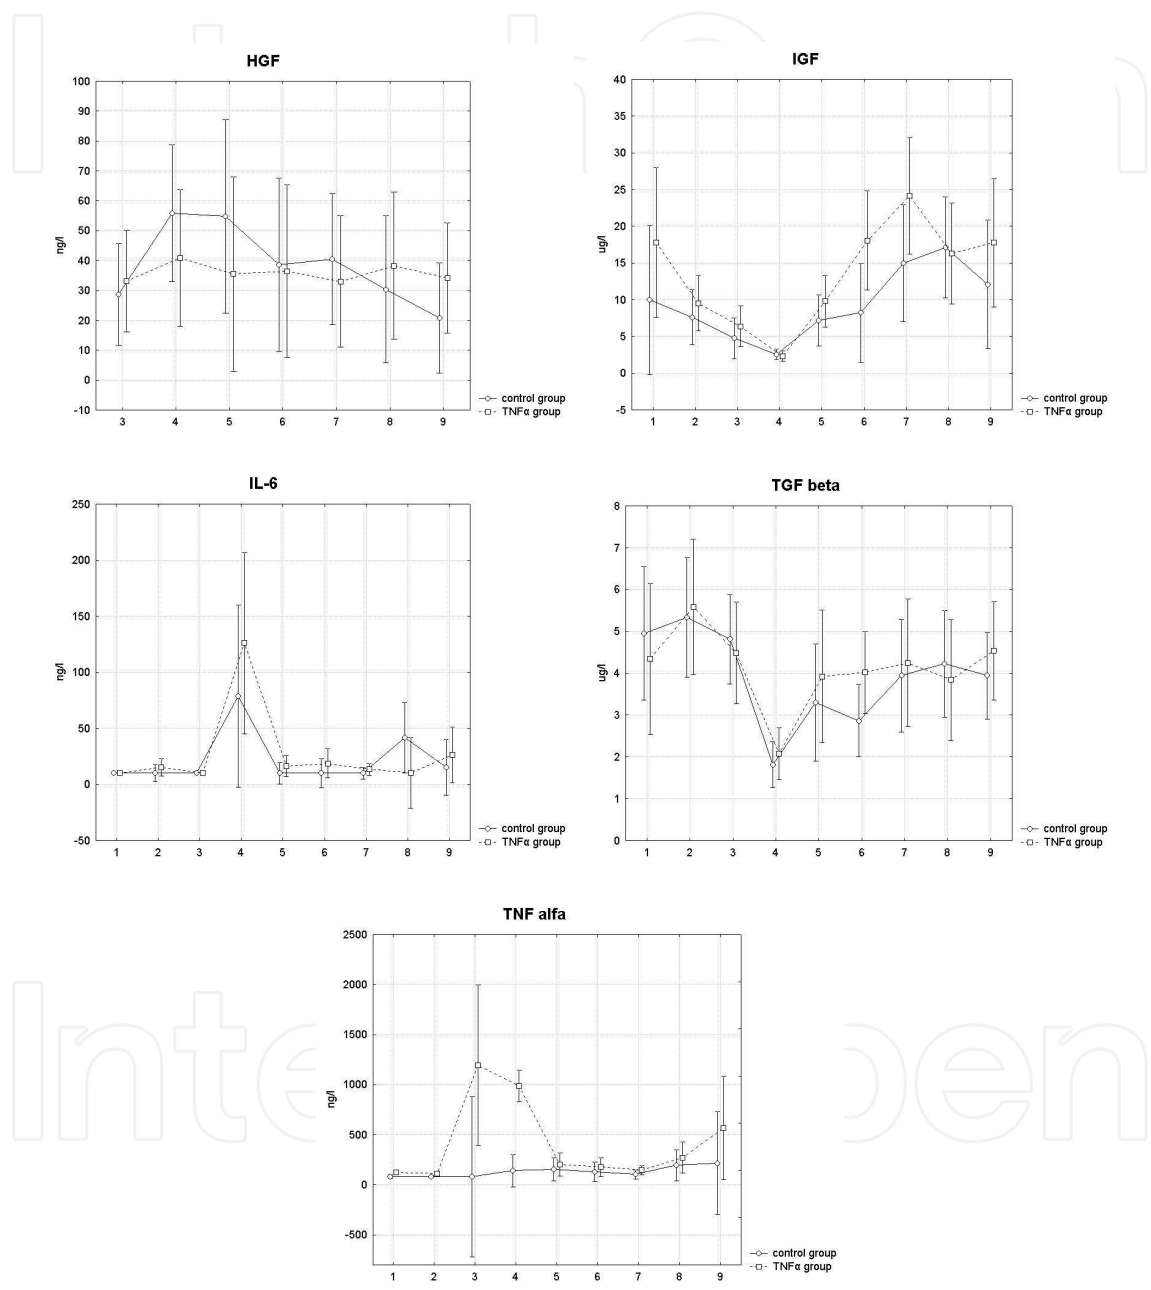 HGF
100
90
80
70
60
50
40
30
20
10
0
-10
ng/l
3 4 5 6 7 8 9
control group
TNFα group
IGF
40
35
30
25
20
15
10
5
0
-5
ug/l
1 2 3 4 5 6 7 8 9
control group
TNFα group
IL-6
250
200
150
100
50
0
-50
ng/l
1 2 3 4 5 6 7 8 9
control group
TNFα group
TGF beta
8
7
6
5
4
3
2
1
0
ug/l
1 2 3 4 5 6 7 8 9
control group
TNFα group
TNF alfa
2500
2000
1500
1000
500
0
-500
ng/l
1 2 3 4 5 6 7 8 9
control group
TNFα group